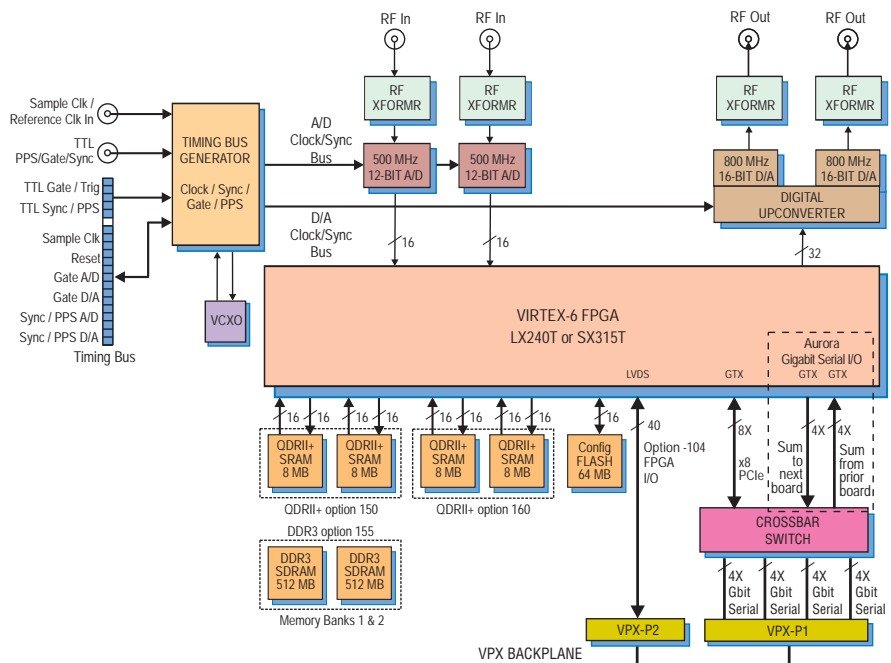 RF In
RF In
RF Out
RF Out
Sample Clk /
Reference Clk In
TTL
PPS/Gate/Sync
TTL Gate / Trig
TTL Sync / PPS
Sample Clk
Reset
Gate A/D
Gate D/A
Sync / PPS A/D
Sync / PPS D/A
Timing Bus
TIMING BUS
GENERATOR
Clock / Sync /
Gate / PPS
VCXO
A/D
Clock/Sync
Bus
D/A
Clock/Sync
Bus
RF
XFORMR
RF
XFORMR
500 MHz
12-BIT A/D
500 MHz
12-BIT A/D
16
16
RF
XFORMR
RF
XFORMR
800 MHz
16-BIT D/A
800 MHz
16-BIT D/A
DIGITAL
UPCONVERTER
32
VIRTEX-6 FPGA
LX240T or SX315T
LVDS
GTX
Aurora
Gigabit Serial I/O
GTX
GTX
16
16
16
16
16
16
16
16
16
40
8X
4X
4X
QDRII+
SRAM
8 MB
QDRII+
SRAM
8 MB
QDRII+
SRAM
8 MB
QDRII+
SRAM
8 MB
Config
FLASH
64 MB
Option -104
FPGA
I/O
x8
PCIe
Sum
to
next
board
Sum
from
prior
board
QDRII+ option 150
QDRII+ option 160
DDR3 option 155
DDR3
SDRAM
512 MB
DDR3
SDRAM
512 MB
Memory Banks 1 & 2
CROSSBAR
SWITCH
4X
Gbit
Serial
4X
Gbit
Serial
4X
Gbit
Serial
4X
Gbit
Serial
VPX-P2
VPX-P1
VPX BACKPLANE